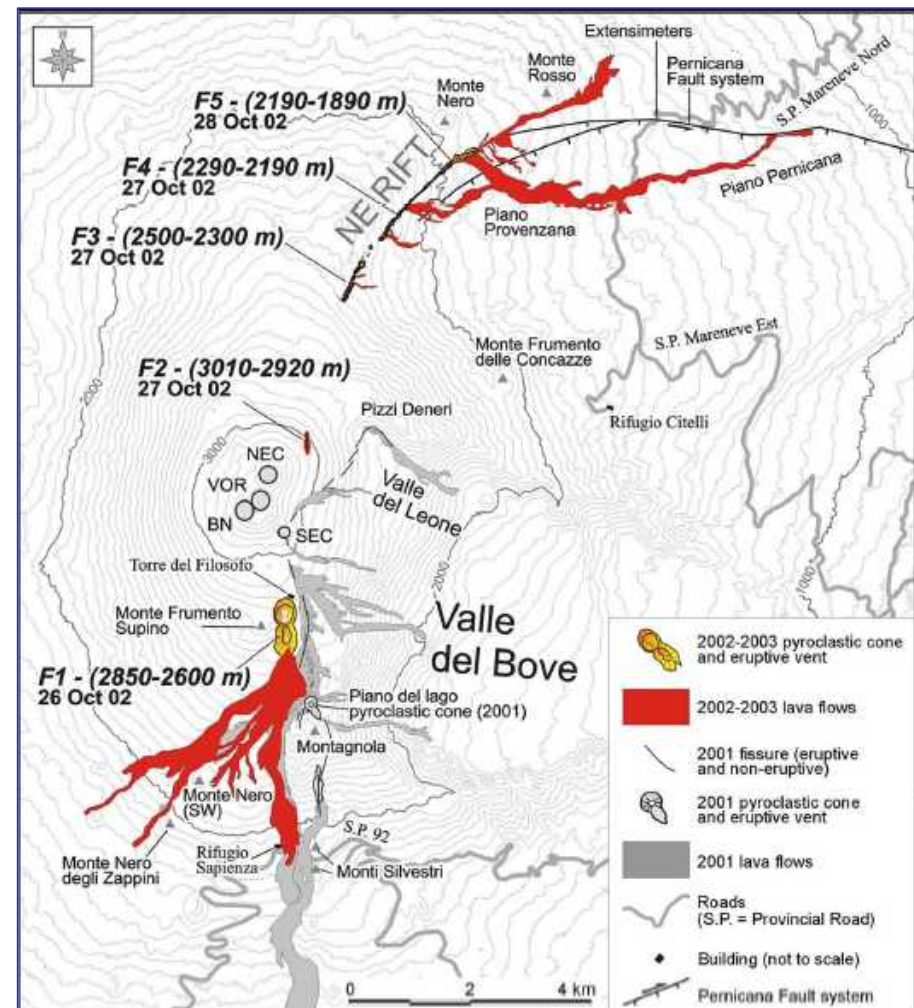 N
Extensimeters
Pernicana
Fault system
S.P. Mareneve Nord
1000
Monte
Rosso
Monte
Nero
F5 - (2190-1890 m)
28 Oct 02
NE RIFT
F4 - (2290-2190 m)
27 Oct 02
Piano Pernicana
Piano
Provenzana
F3 - (2500-2300 m)
27 Oct 02
S.P. Mareneve Est
Monte Frumento
delle Concazze
2000
F2 - (3010-2920 m)
27 Oct 02
Rifugio Citelli
Pizzi Deneri
3000
NEC
VOR
BN
SEC
Valle
del Leone
Torre del Filosofo
2000
1000
Monte Frumento
Supino
Valle
del Bove
F1 - (2850-2600 m)
26 Oct 02
Piano del lago
pyroclastic cone (2001)
Montagnola
Monte Nero
(SW)
S.P. 92
Monte Nero
degli Zappini
Rifugio
Sapienza
Monti Silvestri
0 2 4 km
2002-2003 pyroclastic cone
and eruptive vent
2002-2003 lava flows
2001 fissure (eruptive
and non-eruptive)
2001 pyroclastic cone
and eruptive vent
2001 lava flows
Roads
(S.P. = Provincial Road)
Building (not to scale)
Pernicana Fault system